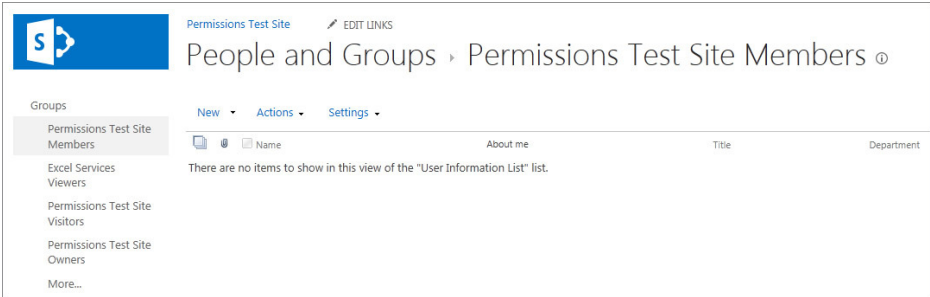 S
Permissions Test Site EDIT LINKS
People and Groups › Permissions Test Site Members
Groups
Permissions Test Site
Members
Excel Services
Viewers
Permissions Test Site
Visitors
Permissions Test Site
Owners
More...
New Actions Settings
Name About me Title Department
There are no items to show in this view of the "User Information List" list.